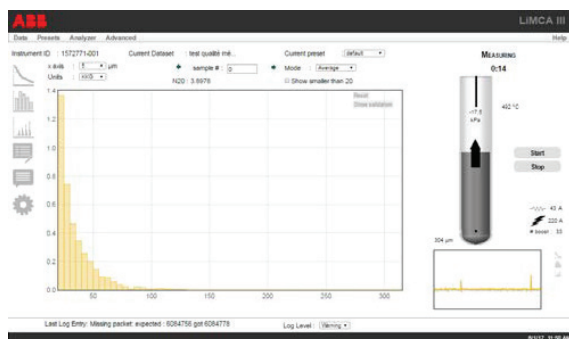 ABB
LiMCA III
Data Presets Analyzer Advanced Help
Instrument ID : 1572771-001 Current Dataset : test qualité mé... Current preset : default
MEASURING
0:14
x axis : 5 µm
sample # : 0
Mode : Average
Units
N20 : 3.8978
Show smaller than 20
Reset
Show validation
1.4
1.2
1.0
0.8
0.6
0.4
0.2
0.0
50 100 150 200 250 300
kPa
Start
Stop
43 A
220 A
# boost 33
304 µm
Last Log Entry: Missing packet: expected : 6084756 got 6084778
Log Level : Warning